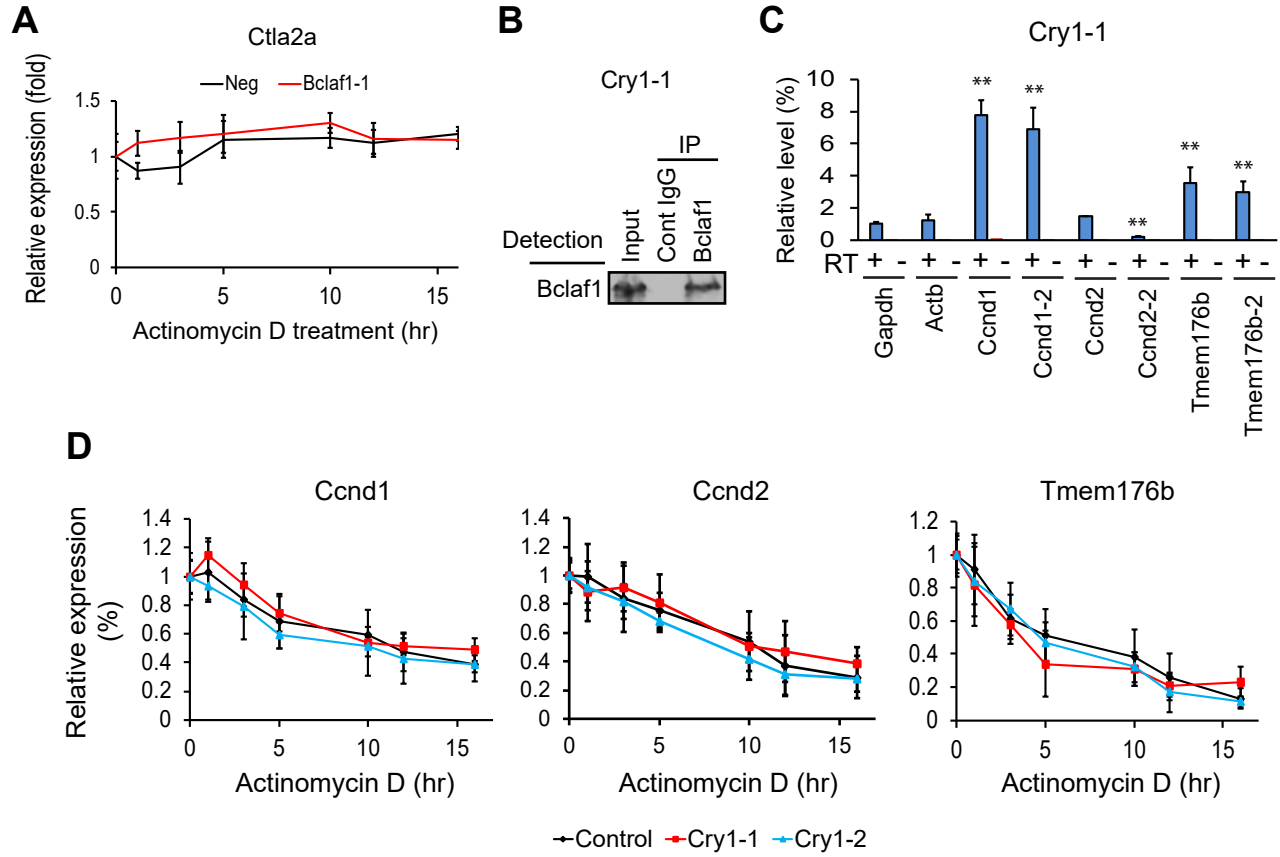 A
Ctla2a
Neg
Bclaf1-1
Relative expression (fold)
1.5
1
0.5
0
0
5
10
15
Actinomycin D treatment (hr)
B
Cry1-1
IP
Input
Cont IgG
Bclaf1
Detection
Bclaf1
C
Cry1-1
Relative level (%)
10
8
6
4
2
0
**
**
**
**
**
RT + - + - + - + - + - + - + - + -
Gapdh
Actb
Ccnd1
Ccnd1-2
Ccnd2
Ccnd2-2
Tmem176b
Tmem176b-2
D
Relative expression
(%)
Ccnd1
1.4
1.2
1
0.8
0.6
0.4
0.2
0
0
5
10
15
Actinomycin D (hr)
Ccnd2
1.4
1.2
1
0.8
0.6
0.4
0.2
0
0
5
10
15
Actinomycin D (hr)
Tmem176b
1.2
1
0.8
0.6
0.4
0.2
0
0
5
10
15
Actinomycin D (hr)
Control
Cry1-1
Cry1-2